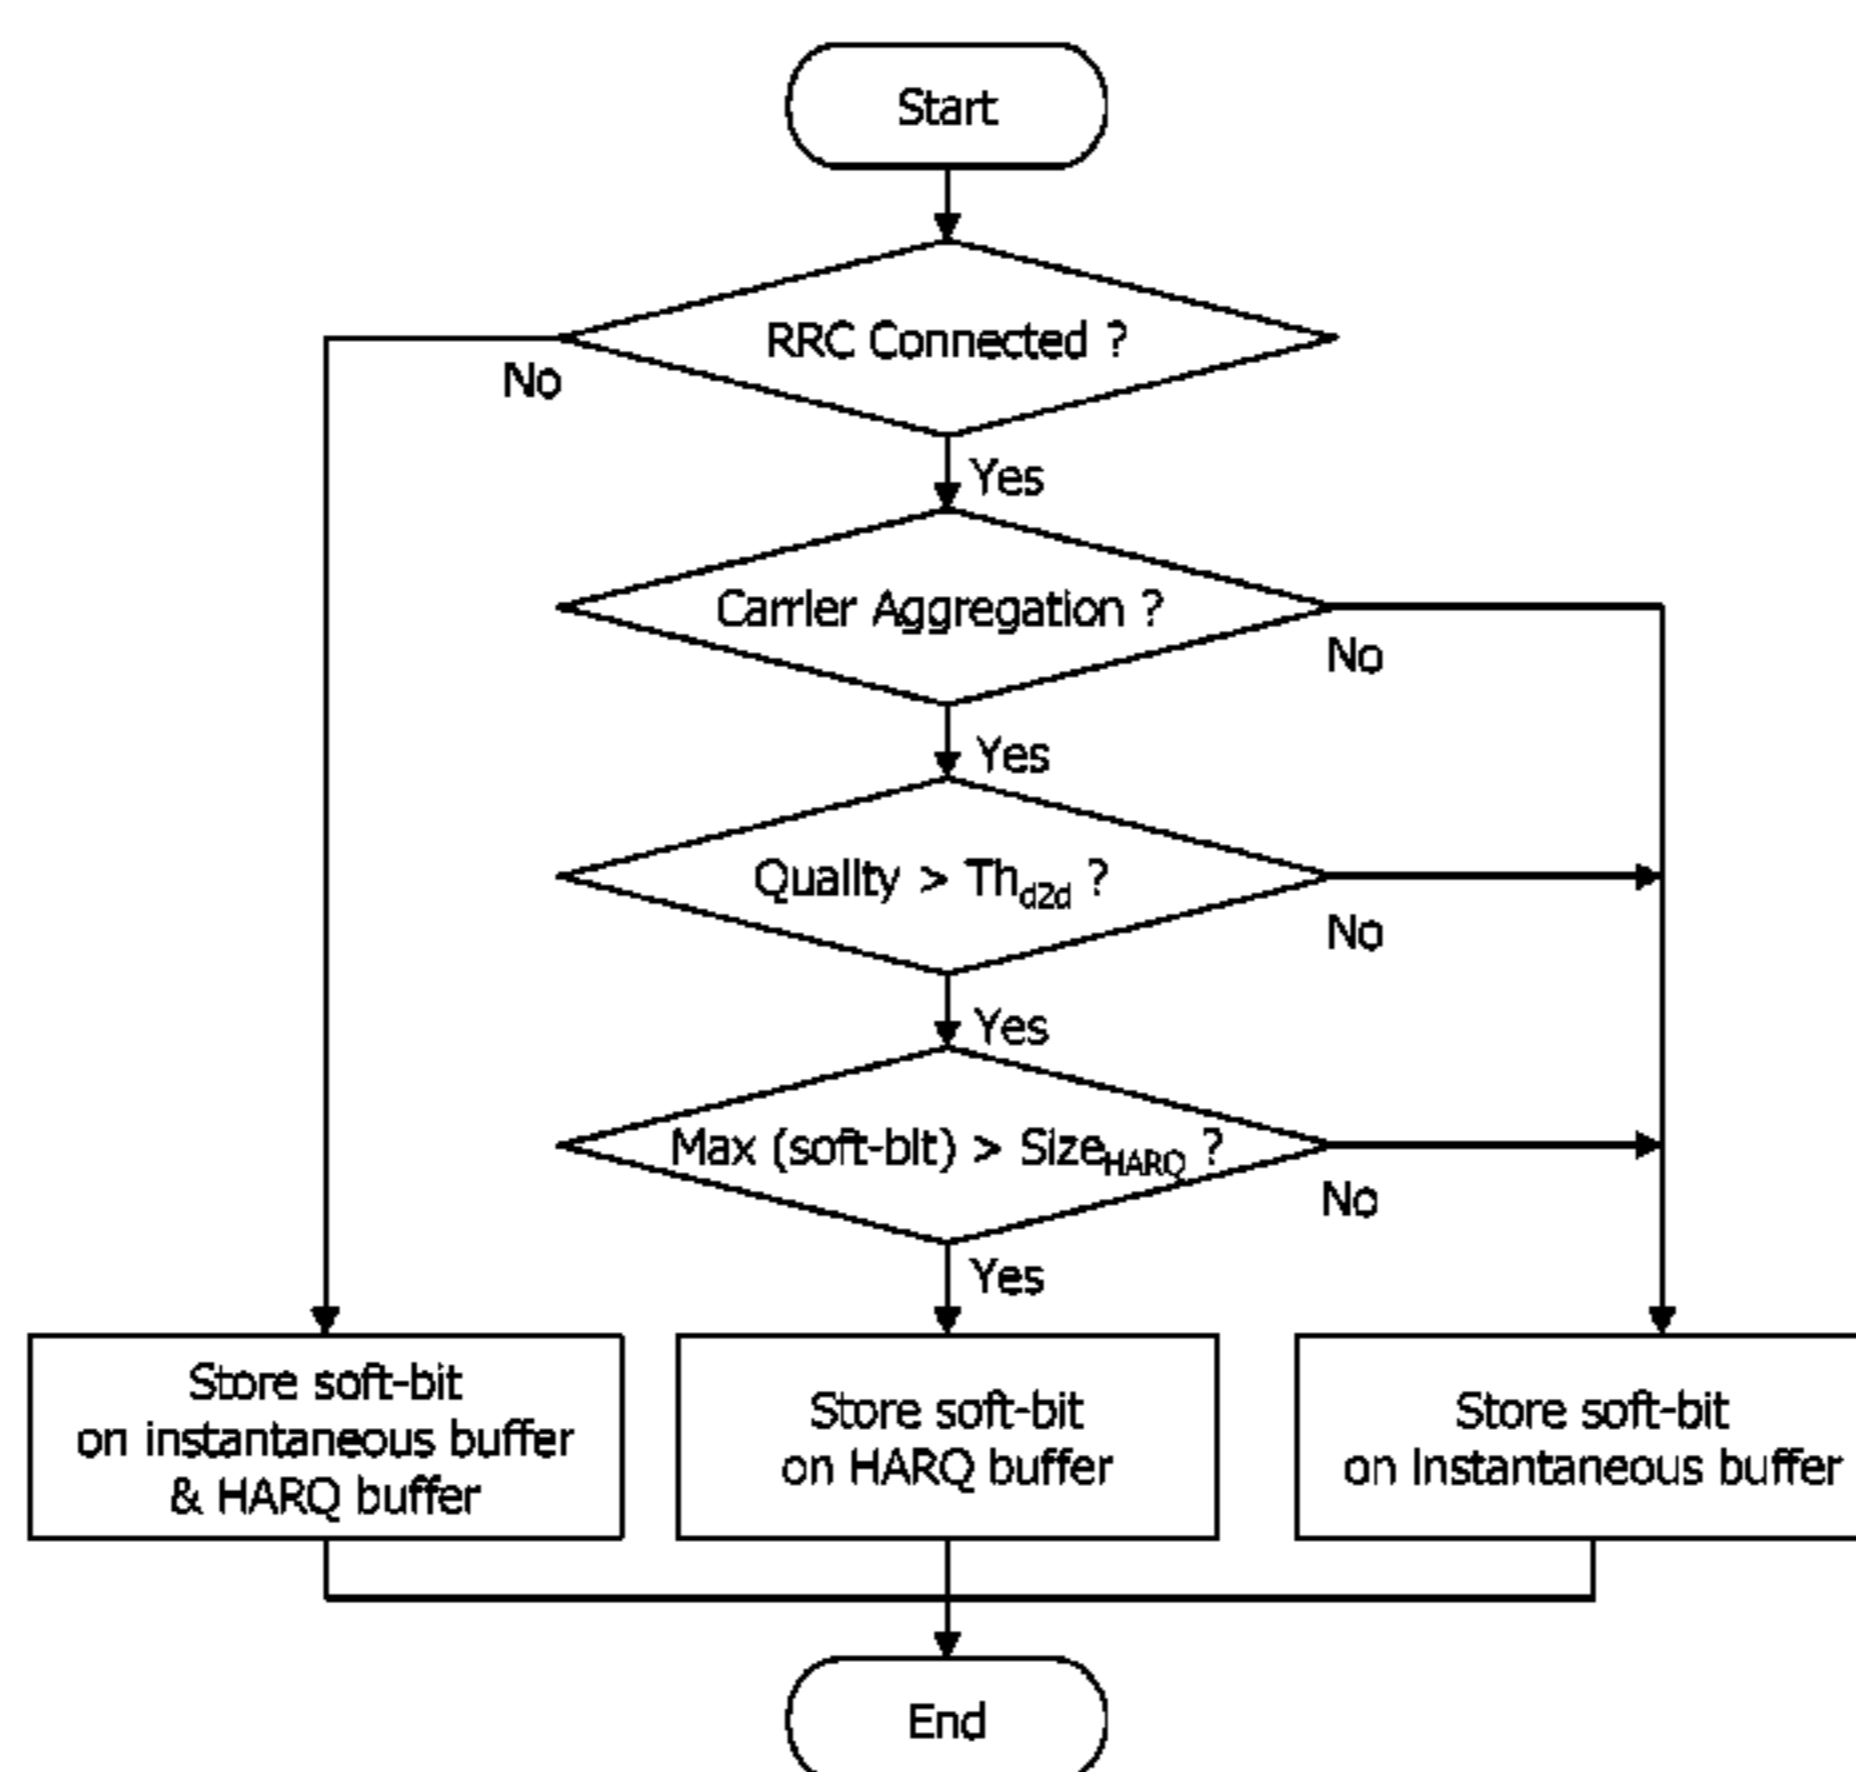 Start
RRC Connected ?
No
Yes
Carrier Aggregation ?
No
Yes
Quality > Thd2d ?
No
Yes
Max (soft-bit) > SizeHARQ ?
No
Yes
Store soft-bit
on instantaneous buffer
& HARQ buffer
Store soft-bit
on HARQ buffer
Store soft-bit
on instantaneous buffer
End